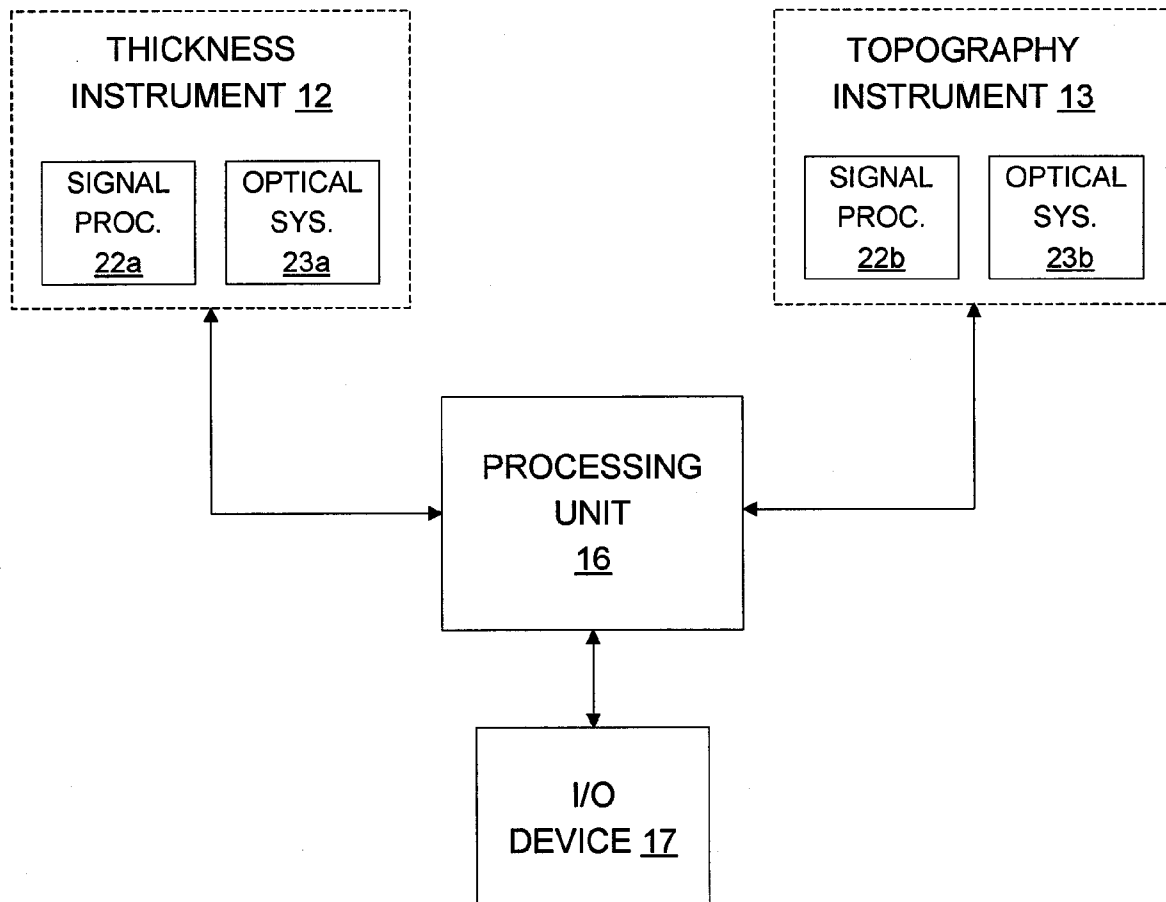 THICKNESS
INSTRUMENT 12
SIGNAL
PROC.
22a
OPTICAL
SYS.
23a
TOPOGRAPHY
INSTRUMENT 13
SIGNAL
PROC.
22b
OPTICAL
SYS.
23b
PROCESSING
UNIT
16
I/O
DEVICE 17